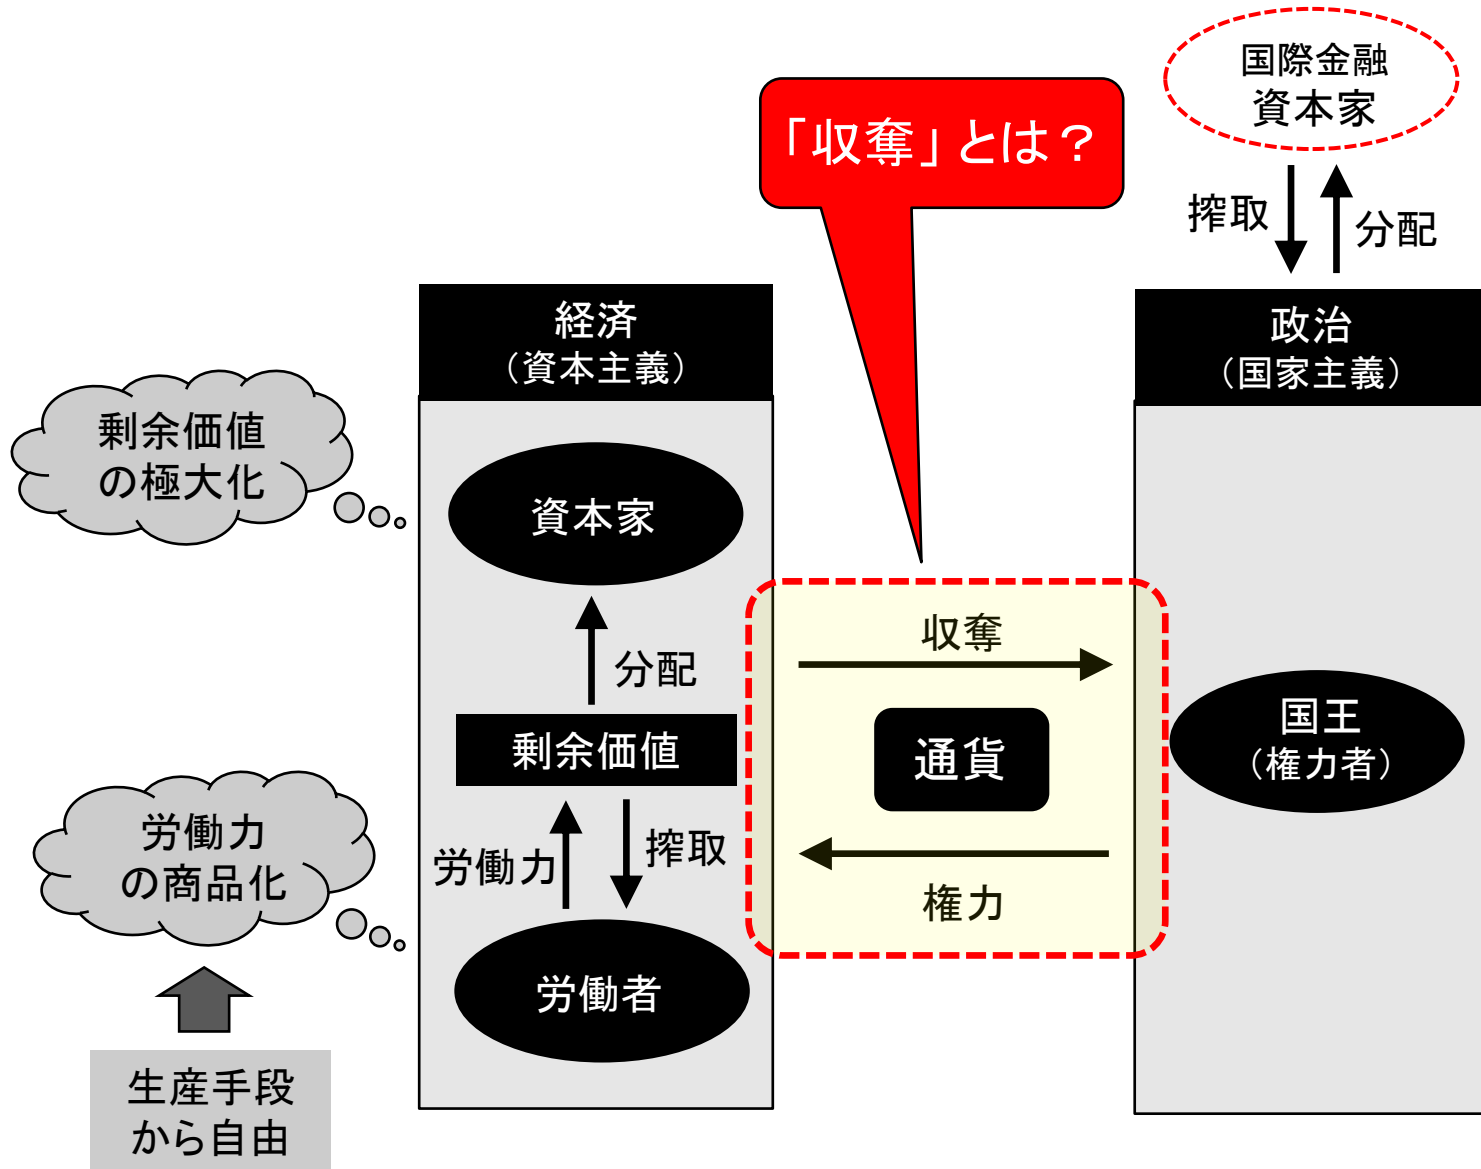 国際金融
資本家
「収奪」とは？
搾取
分配
経済
（資本主義）
政治
（国家主義）
剰余価値
の極大化
資本家
収奪
分配
剰余価値
通貨
国王
（権力者）
労働力
の商品化
労働力
搾取
権力
労働者
生産手段
から自由